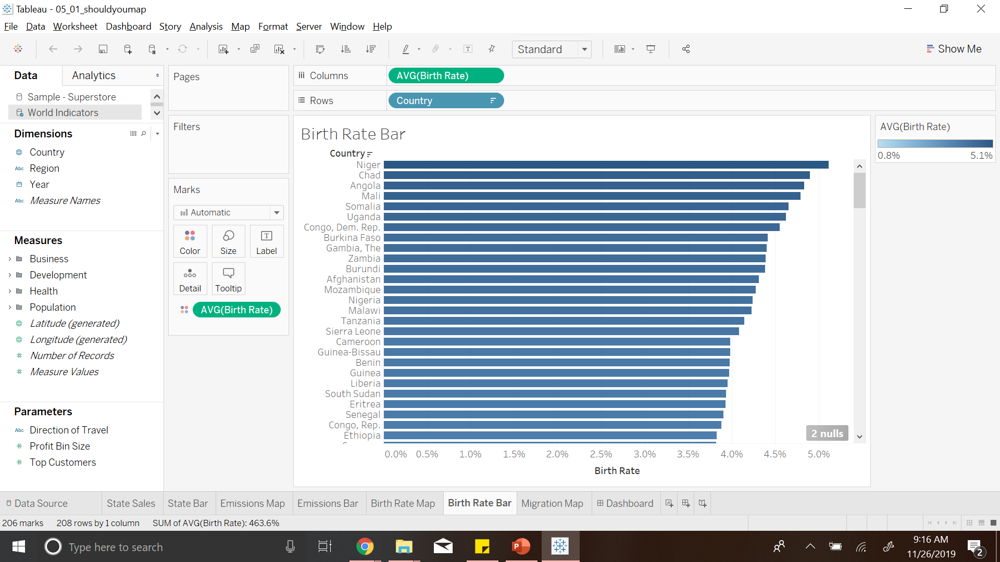 Tableau - 05_01_shouldyoumap
File Data Worksheet Dashboard Story Analysis Map Format Server Window Help
Standard
Show Me
Data
Analytics
Sample - Superstore
World Indicators
Dimensions
Country
Abc Region
Year
Abc Measure Names
Measures
Business
Development
Health
Population
Latitude (generated)
Longitude (generated)
# Number of Records
# Measure Values
Parameters
Abc Direction of Travel
# Profit Bin Size
# Top Customers
Pages
Filters
Marks
Automatic
Color Size Label
Detail Tooltip
AVG(Birth Rate)
Columns AVG(Birth Rate)
Rows Country
Birth Rate Bar
Country
Niger
Chad
Angola
Mali
Somalia
Uganda
Congo, Dem. Rep.
Burkina Faso
Gambia, The
Zambia
Burundi
Afghanistan
Mozambique
Nigeria
Malawi
Tanzania
Sierra Leone
Cameroon
Guinea-Bissau
Benin
Guinea
Liberia
South Sudan
Eritrea
Senegal
Congo, Rep.
Ethiopia
2 nulls
0.0% 0.5% 1.0% 1.5% 2.0% 2.5% 3.0% 3.5% 4.0% 4.5% 5.0%
Birth Rate
AVG(Birth Rate)
0.8% 5.1%
Data Source State Sales State Bar Emissions Map Emissions Bar Birth Rate Map Birth Rate Bar Migration Map Dashboard
206 marks 208 rows by 1 column SUM of AVG(Birth Rate): 463.6%
Type here to search
9:16 AM
11/26/2019
2